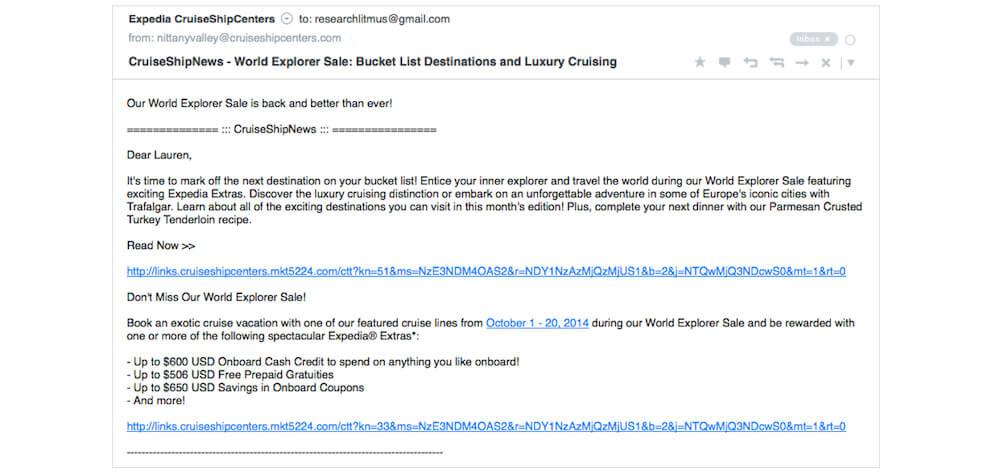 Expedia CruiseShipCenters to: researchlitmus@gmail.com
from: nittanyvalley@cruiseshipcenters.com
Inbox x
CruiseShipNews - World Explorer Sale: Bucket List Destinations and Luxury Cruising
Our World Explorer Sale is back and better than ever!
============== ::: CruiseShipNews ::: ================
Dear Lauren,
It's time to mark off the next destination on your bucket list! Entice your inner explorer and travel the world during our World Explorer Sale featuring
exciting Expedia Extras. Discover the luxury cruising distinction or embark on an unforgettable adventure in some of Europe's iconic cities with
Trafalgar. Learn about all of the exciting destinations you can visit in this month's edition! Plus, complete your next dinner with our Parmesan Crusted
Turkey Tenderloin recipe.
Read Now >>
http://links.cruiseshipcenters.mkt5224.com/ctt?kn=51&ms=NzE3NDM4OAS2&r=NDY1NzAzMjQzMjUS1&b=2&j=NTQwMjQ3NDcwS0&mt=1&rt=0
Don't Miss Our World Explorer Sale!
Book an exotic cruise vacation with one of our featured cruise lines from October 1 - 20, 2014 during our World Explorer Sale and be rewarded with
one or more of the following spectacular Expedia® Extras*:
- Up to $600 USD Onboard Cash Credit to spend on anything you like onboard!
- Up to $506 USD Free Prepaid Gratuities
- Up to $650 USD Savings in Onboard Coupons
- And more!
http://links.cruiseshipcenters.mkt5224.com/ctt?kn=33&ms=NzE3NDM4OAS2&r=NDY1NzAzMjQzMjUS1&b=2&j=NTQwMjQ3NDcwS0&mt=1&rt=0
--------------------------------------------------------------------------------------